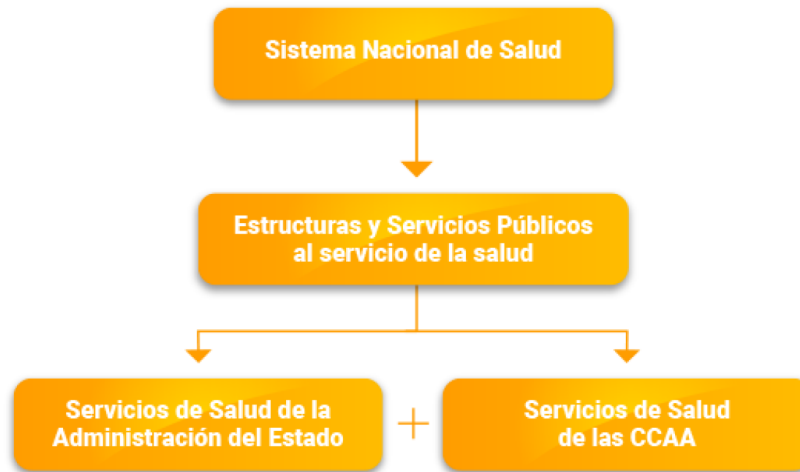 Sistema Nacional de Salud
Estructuras y Servicios Públicos
al servicio de la salud
Servicios de Salud de la
Administración del Estado
+
Servicios de Salud
de las CCAA